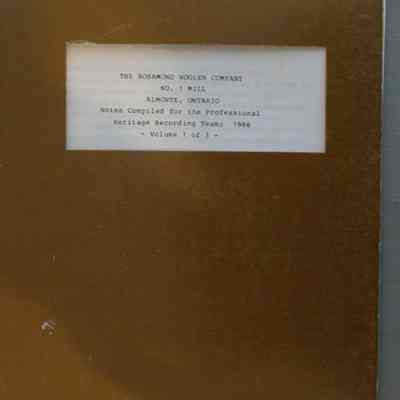 THE ROSAMOND WOOLEN COMPANY
NO. 1 MILL
ALMONTE, ONTARIO
Notes Compiled for the Professional
Heritage Recording Team: 1986
- Volume 1 of 3 -